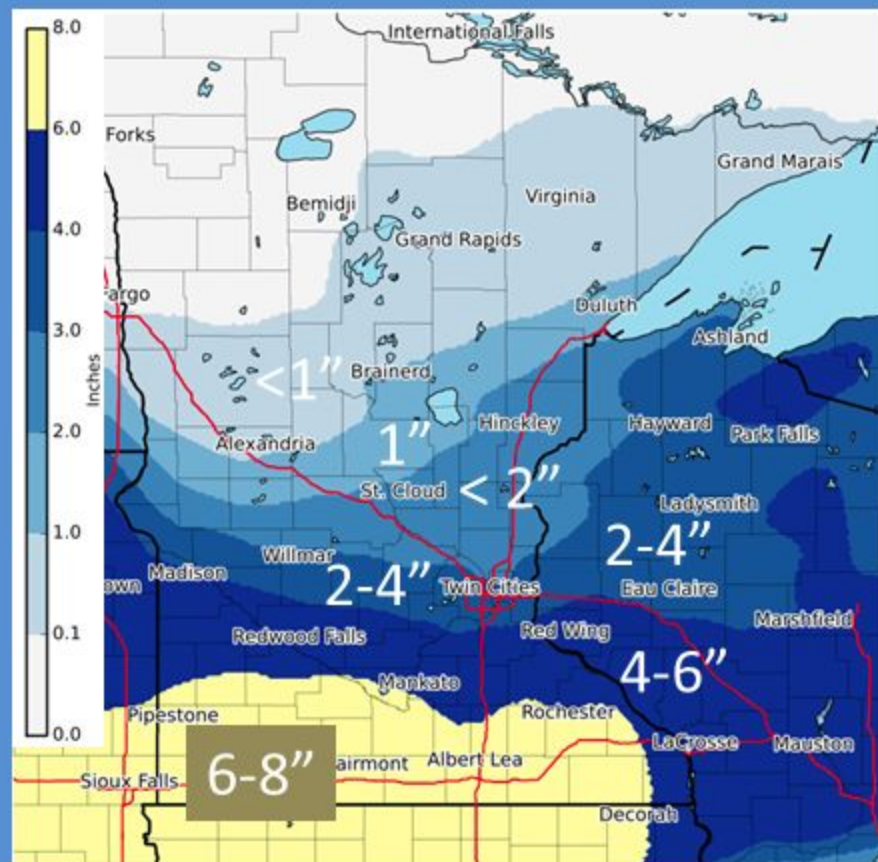 8.0
International Falls
6.0
Forks
Grand Marais
Bemidji
Virginia
4.0
Grand Rapids
argo
Duluth
3.0
Ashland
Inches
<1”
Brainerd
2.0
Hinckley
Hayward
Alexandria
1”
Park Falls
St. Cloud
< 2”
Ladysmith
1.0
2-4”
Willmar
Madison
own
2-4”
Twin Cities
Eau Claire
0.1
Marshfield
Redwood Falls
Red Wing
4-6”
Mankato
Pipestone
Rochester
0.0
LaCrosse
Mauston
6-8”
airmont
Albert Lea
Sioux Falls
Decorah